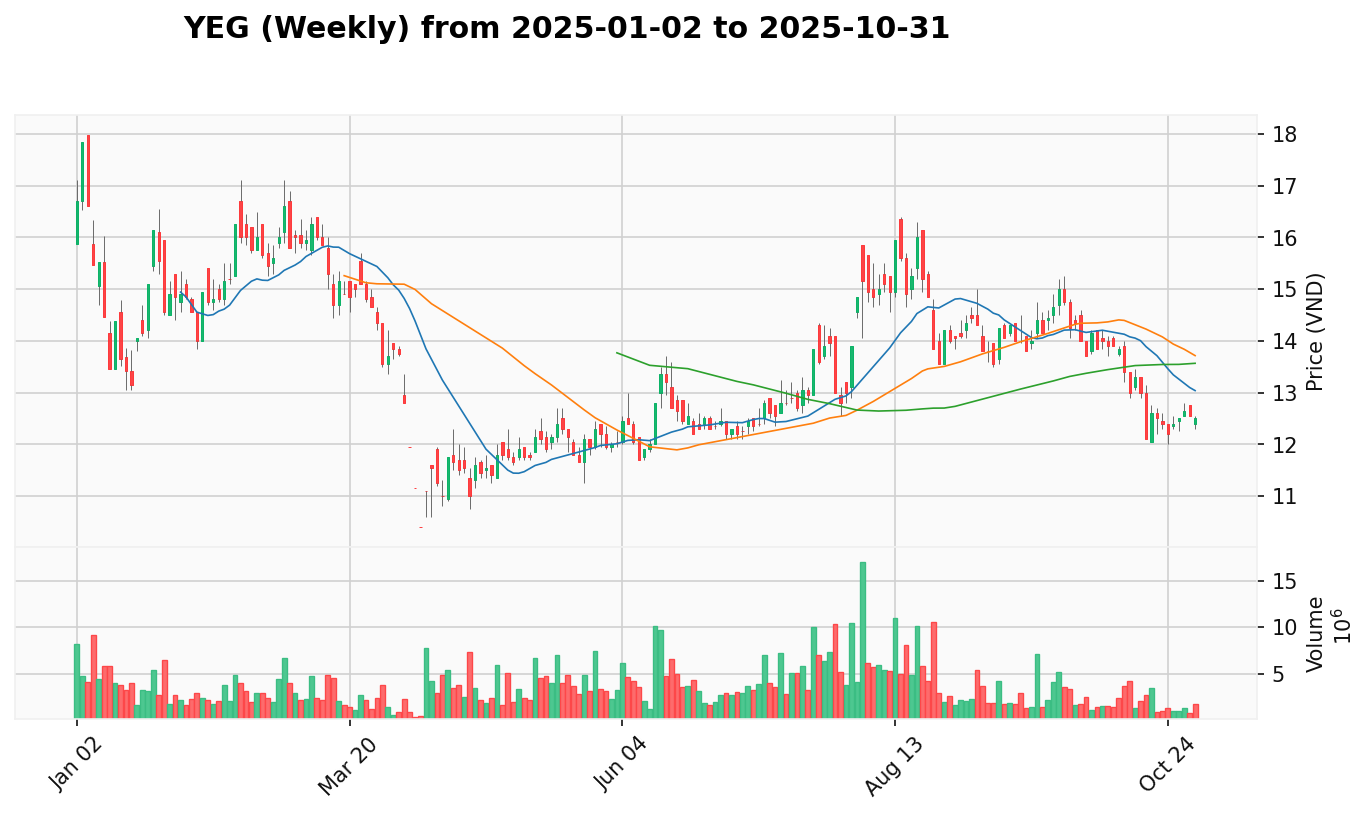 YEG (Weekly) from 2025-01-02 to 2025-10-31
18
17
16
15
14
13
12
11
Price (VND)
15
10
5
Volume
10⁶
Jan 02
Mar 20
Jun 04
Aug 13
Oct 24